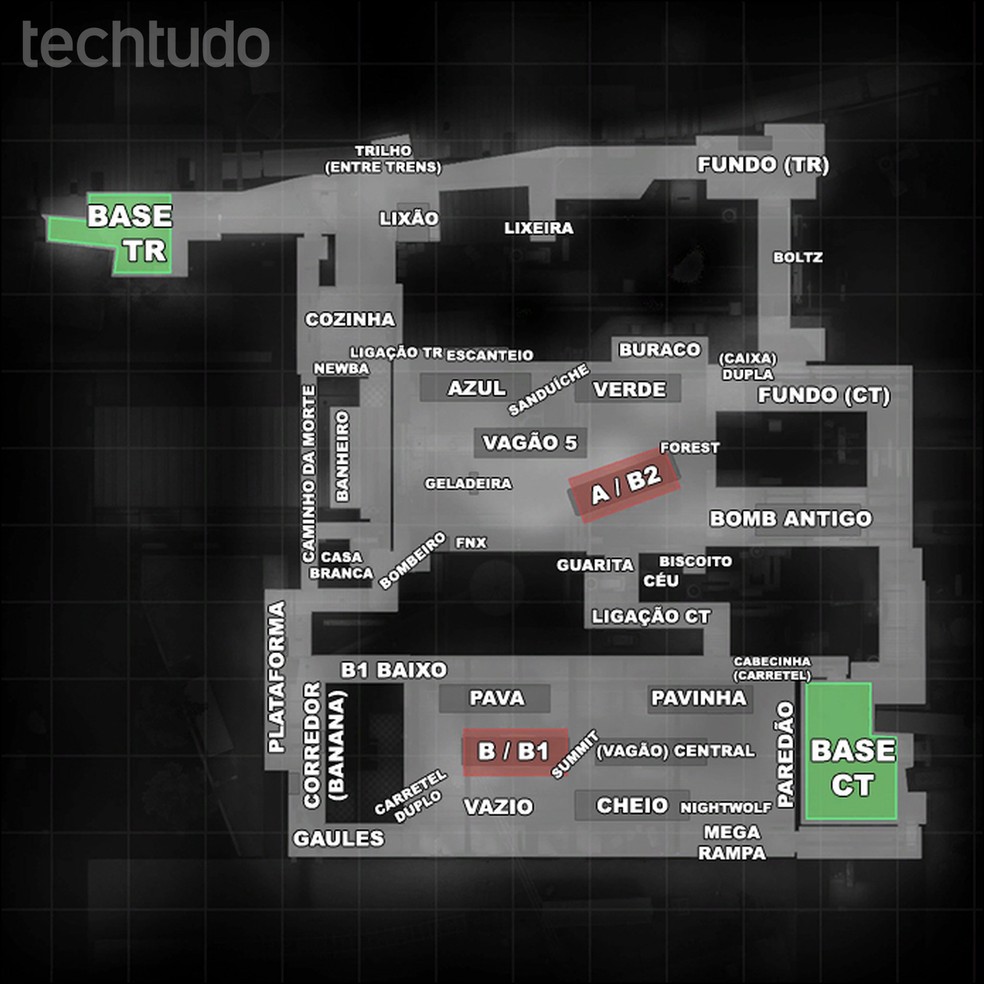 techtudo
TRILHO
(ENTRE TRENS)
FUNDO (TR)
BASE
TR
LIXÃO
LIXEIRA
BOLTZ
COZINHA
LIGAÇÃO TR
ESCANTEIO
BURACO
(CAIXA)
DUPLA
NEWBA
AZUL
SANDUÍCHE
VERDE
FUNDO (CT)
CAMINHO DA MORTE
BANHEIRO
VAGÃO 5
FOREST
GELADEIRA
A / B2
BOMB ANTIGO
CASA
BRANCA
BOMBEIRO
FNX
GUARITA
BISCOITO
CÉU
LIGAÇÃO CT
PLATAFORMA
B1 BAIXO
CABECINHA
(CARRETEL)
CORREDOR
(BANANA)
PAVA
PAVINHA
PAREDÃO
BASE
CT
B / B1
SUMMIT
(VAGÃO) CENTRAL
CARRETEL
DUPLO
VAZIO
CHEIO
NIGHTWOLF
GAULES
MEGA
RAMPA